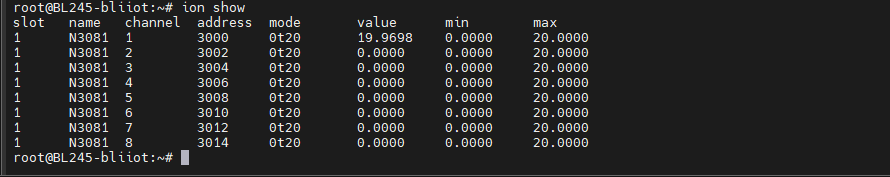 root@BL245-bliiot:~# ion show
slot name channel address mode value min max
1 N3081 1 3000 0t20 19.9698 0.0000 20.0000
1 N3081 2 3002 0t20 0.0000 0.0000 20.0000
1 N3081 3 3004 0t20 0.0000 0.0000 20.0000
1 N3081 4 3006 0t20 0.0000 0.0000 20.0000
1 N3081 5 3008 0t20 0.0000 0.0000 20.0000
1 N3081 6 3010 0t20 0.0000 0.0000 20.0000
1 N3081 7 3012 0t20 0.0000 0.0000 20.0000
1 N3081 8 3014 0t20 0.0000 0.0000 20.0000
root@BL245-bliiot:~#